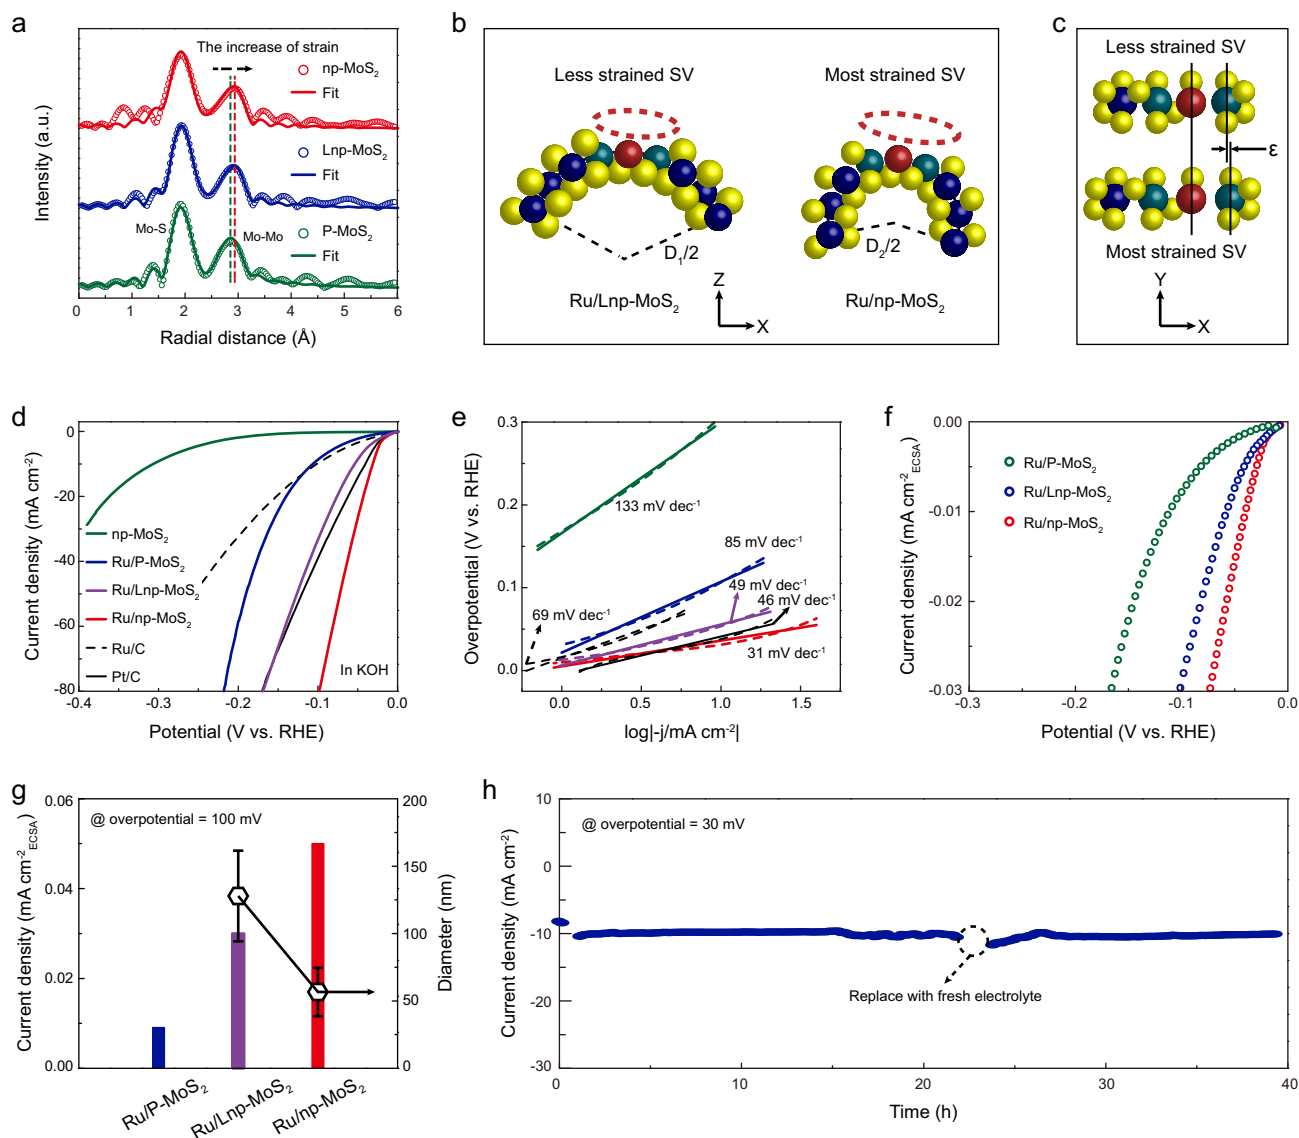 a
The increase of strain
np-MoS₂
Fit
Lnp-MoS₂
Fit
Mo-S
Mo-Mo
P-MoS₂
Fit
Intensity (a.u.)
0 1 2 3 4 5 6
Radial distance (Å)
b
Less strained SV
Most strained SV
D₁/2
D₂/2
Ru/Lnp-MoS₂
Ru/np-MoS₂
Z
X
c
Less strained SV
ε
Most strained SV
Y
X
d
0
-20
-40
-60
-80
Current density (mA cm⁻²)
np-MoS₂
Ru/P-MoS₂
Ru/Lnp-MoS₂
Ru/np-MoS₂
Ru/C
Pt/C
In KOH
-0.4 -0.3 -0.2 -0.1 0.0
Potential (V vs. RHE)
e
0.3
0.2
0.1
0.0
Overpotential (V vs. RHE)
133 mV dec⁻¹
85 mV dec⁻¹
49 mV dec⁻¹
46 mV dec⁻¹
69 mV dec⁻¹
31 mV dec⁻¹
-0.5 0.0 0.5 1.0 1.5
log|-j/mA cm⁻²|
f
0.00
-0.01
-0.02
-0.03
Current density (mA cm⁻²ECSA)
Ru/P-MoS₂
Ru/Lnp-MoS₂
Ru/np-MoS₂
-0.3 -0.2 -0.1 0.0
Potential (V vs. RHE)
g
0.06
0.04
0.02
0.00
Current density (mA cm⁻²ECSA)
@ overpotential = 100 mV
200
150
100
50
0
Diameter (nm)
Ru/P-MoS₂
Ru/Lnp-MoS₂
Ru/np-MoS₂
h
10
0
-10
-20
-30
Current density (mA cm⁻²)
@ overpotential = 30 mV
Replace with fresh electrolyte
0 10 20 30 40
Time (h)